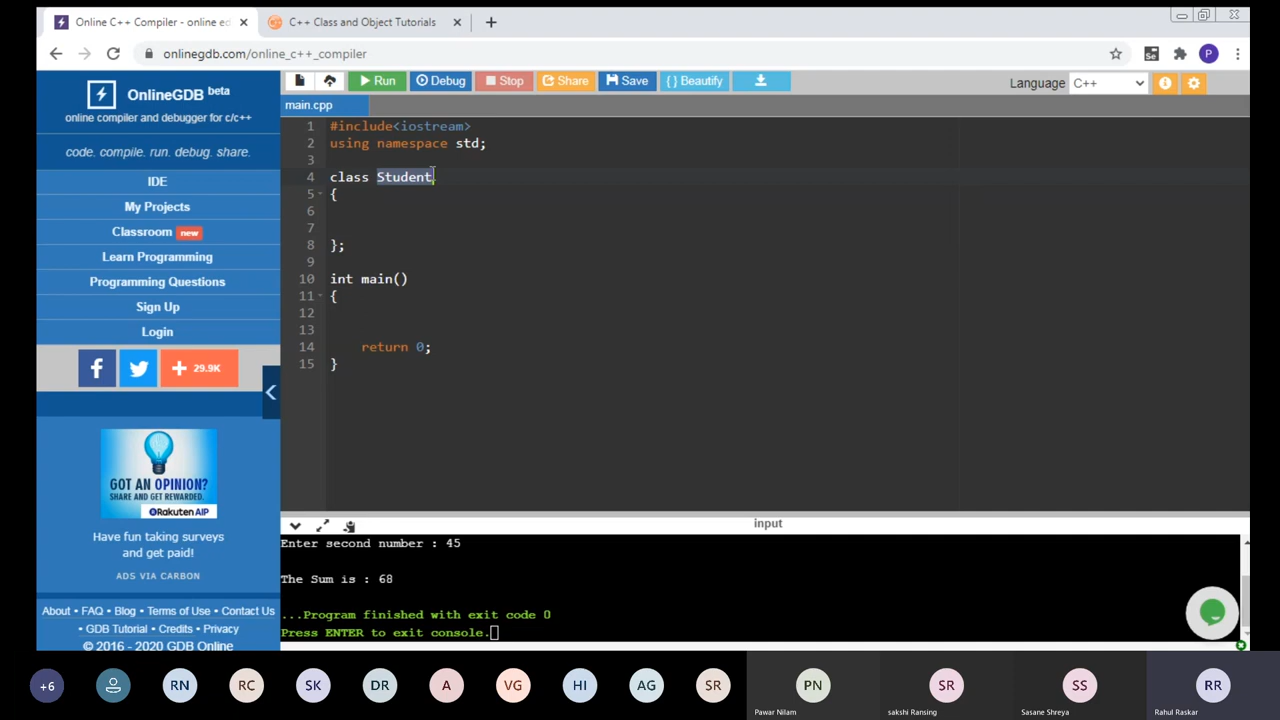 Online C++ Compiler - online ed
C++ Class and Object Tutorials
onlinegdb.com/online_c++_compiler
Se
P
OnlineGDB beta
online compiler and debugger for c/c++
code. compile. run. debug. share.
IDE
My Projects
Classroom new
Learn Programming
Programming Questions
Sign Up
Login
f
+ 29.9K
GOT AN OPINION?
SHARE AND GET REWARDED.
Rakuten AIP
Have fun taking surveys
and get paid!
ADS VIA CARBON
About • FAQ • Blog • Terms of Use • Contact Us
• GDB Tutorial • Credits • Privacy
© 2016 - 2020 GDB Online
Run
Debug
Stop
Share
Save
{ } Beautify
Language C++
main.cpp
1 #include<iostream>
2 using namespace std;
3
4 class Student
5 {
6
7
8 };
9
10 int main()
11 {
12
13
14 return 0;
15 }
input
Enter second number : 45
The Sum is : 68
...Program finished with exit code 0
Press ENTER to exit console.
+6
RN
RC
SK
DR
A
VG
HI
AG
SR
PN
Pawar Nilam
SR
sakshi Ransing
SS
Sasane Shreya
RR
Rahul Raskar